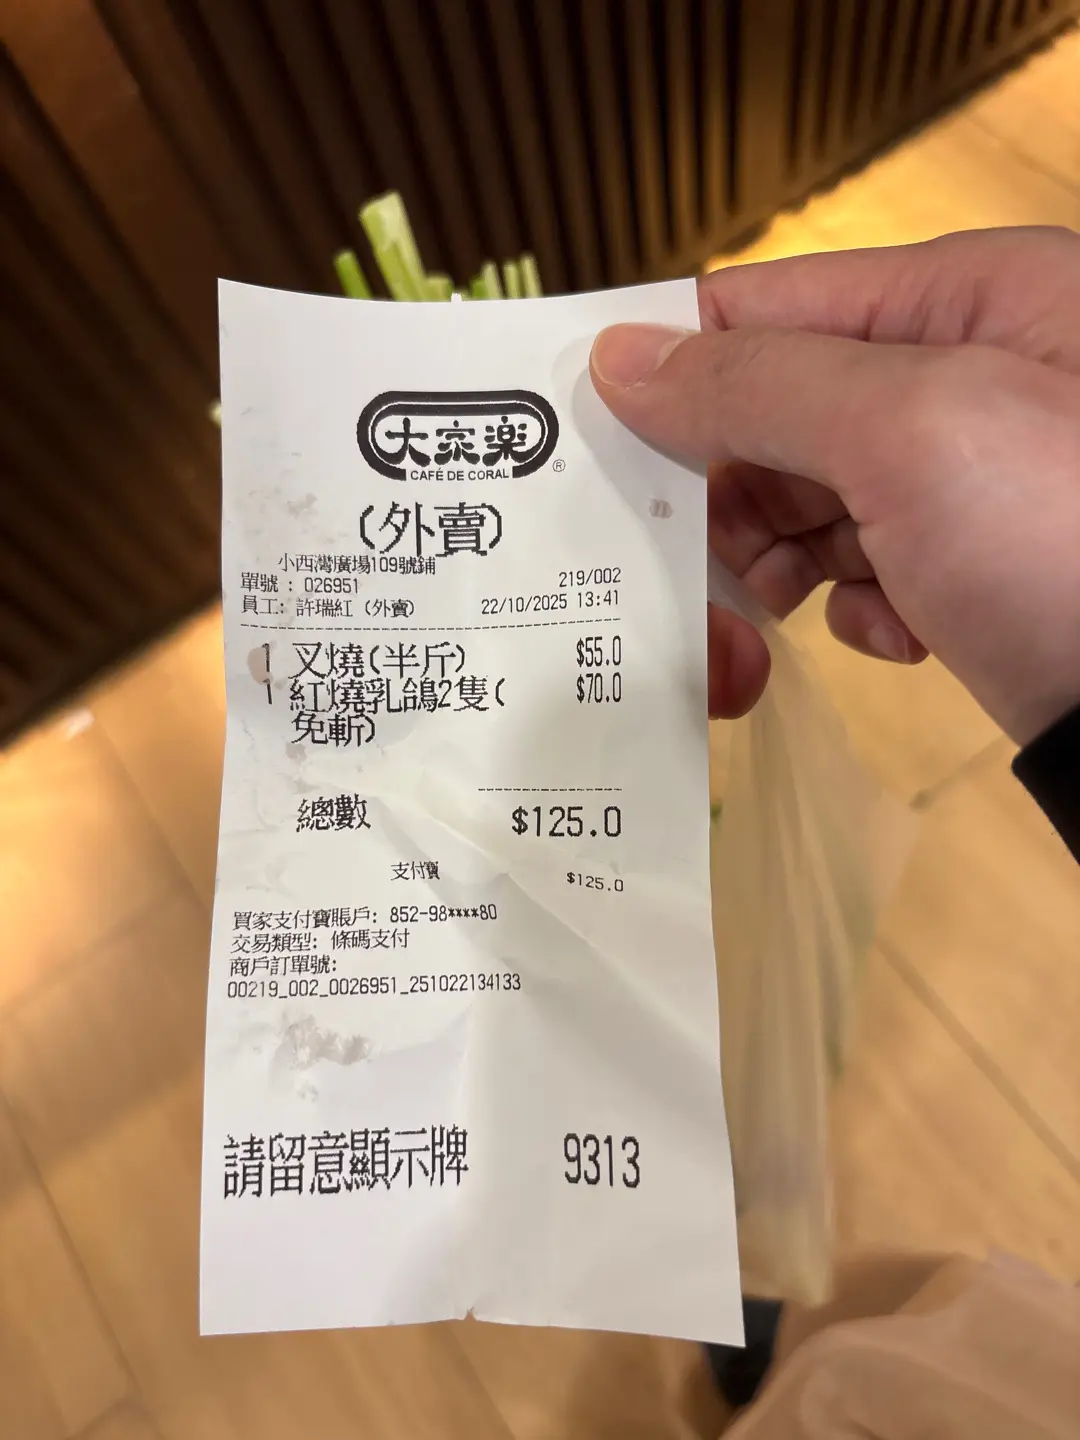 大家楽
CAFÉ DE CORAL ®
(外賣)
小西灣廣場109號鋪
單號 : 026951 219/002
員工: 許瑞紅 (外賣) 22/10/2025 13:41
1 叉燒(半斤) $55.0
1 紅燒乳鴿2隻( $70.0
免斬)
總數 $125.0
支付寶 $125.0
買家支付寶賬戶: 852-98****80
交易類型: 條碼支付
商戶訂單號:
00219_002_0026951_251022134133
請留意顯示牌 9313